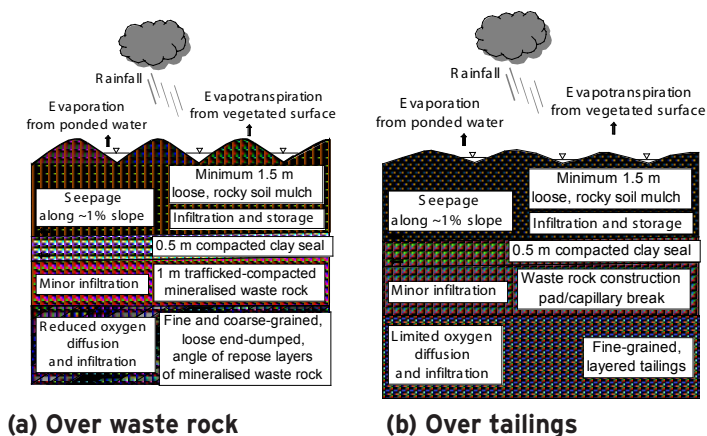 Rainfall
Evaporation
from ponded water
Evapotranspiration
from vegetated surface
Minimum 1.5 m
loose, rocky soil mulch
Seepage
along ~1% slope
Infiltration and storage
0.5 m compacted clay seal
1 m trafficked-compacted
mineralised waste rock
Minor infiltration
Reduced oxygen
diffusion
and infiltration
Fine and coarse-grained,
loose end-dumped,
angle of repose layers
of mineralised waste rock
(a) Over waste rock
Rainfall
Evaporation
from ponded water
Evapotranspiration
from vegetated surface
Minimum 1.5 m
loose, rocky soil mulch
Seepage
along ~1% slope
Infiltration and storage
0.5 m compacted clay seal
Waste rock construction
pad/capillary break
Minor infiltration
Limited oxygen
diffusion
and infiltration
Fine-grained,
layered tailings
(b) Over tailings